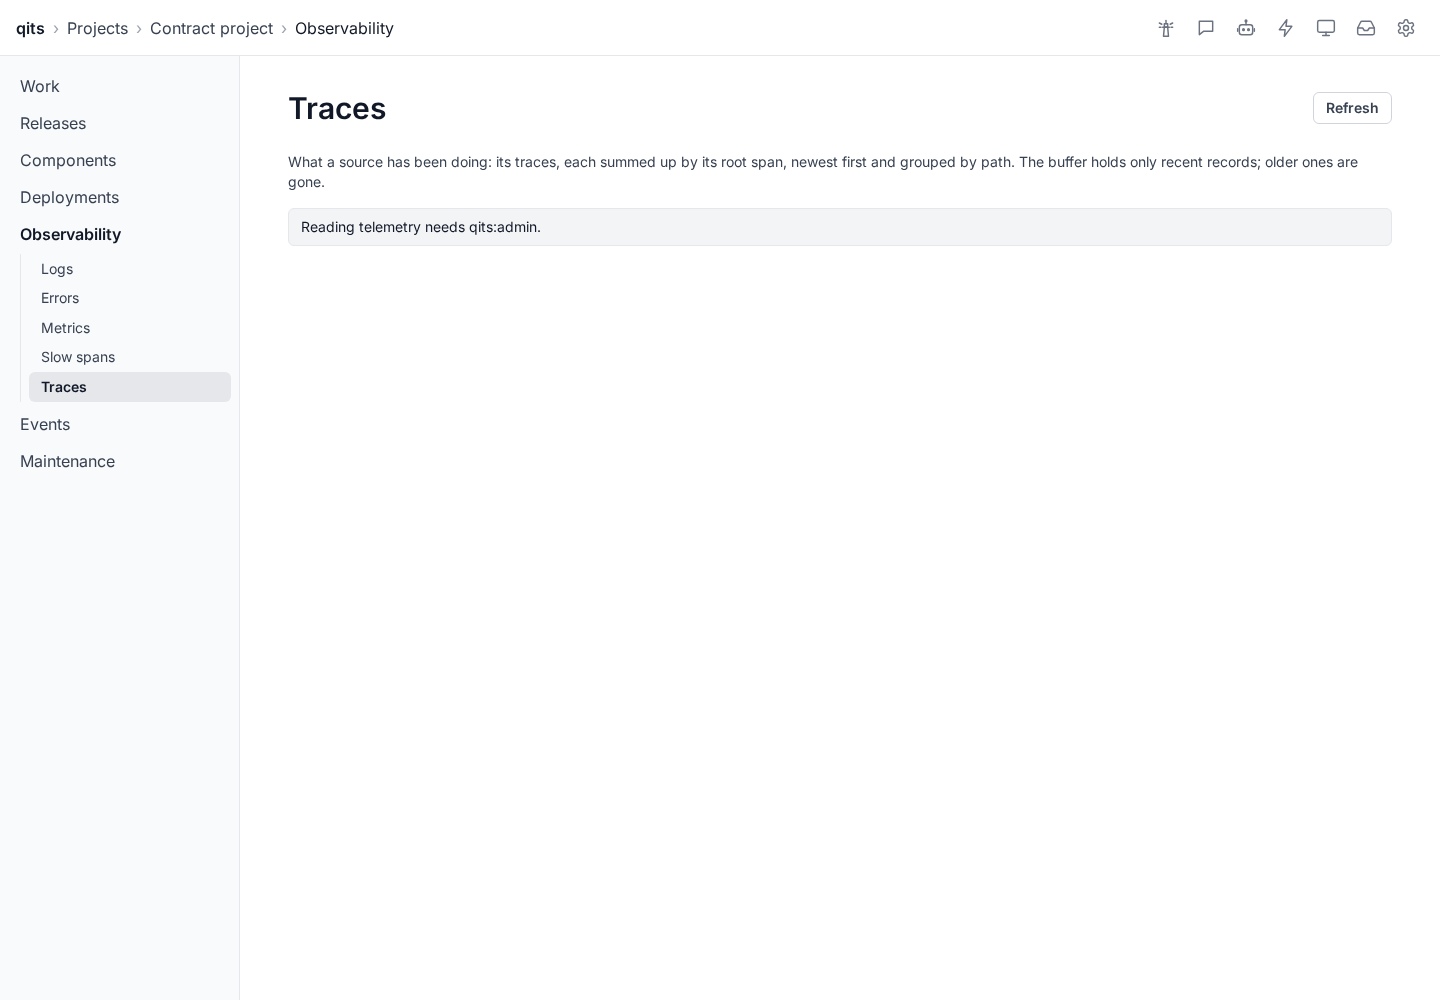 qits › Projects › Contract project › Observability
Work
Releases
Components
Deployments
Observability
Logs
Errors
Metrics
Slow spans
Traces
Events
Maintenance
Traces
Refresh
What a source has been doing: its traces, each summed up by its root span, newest first and grouped by path. The buffer holds only recent records; older ones are
gone.
Reading telemetry needs qits:admin.